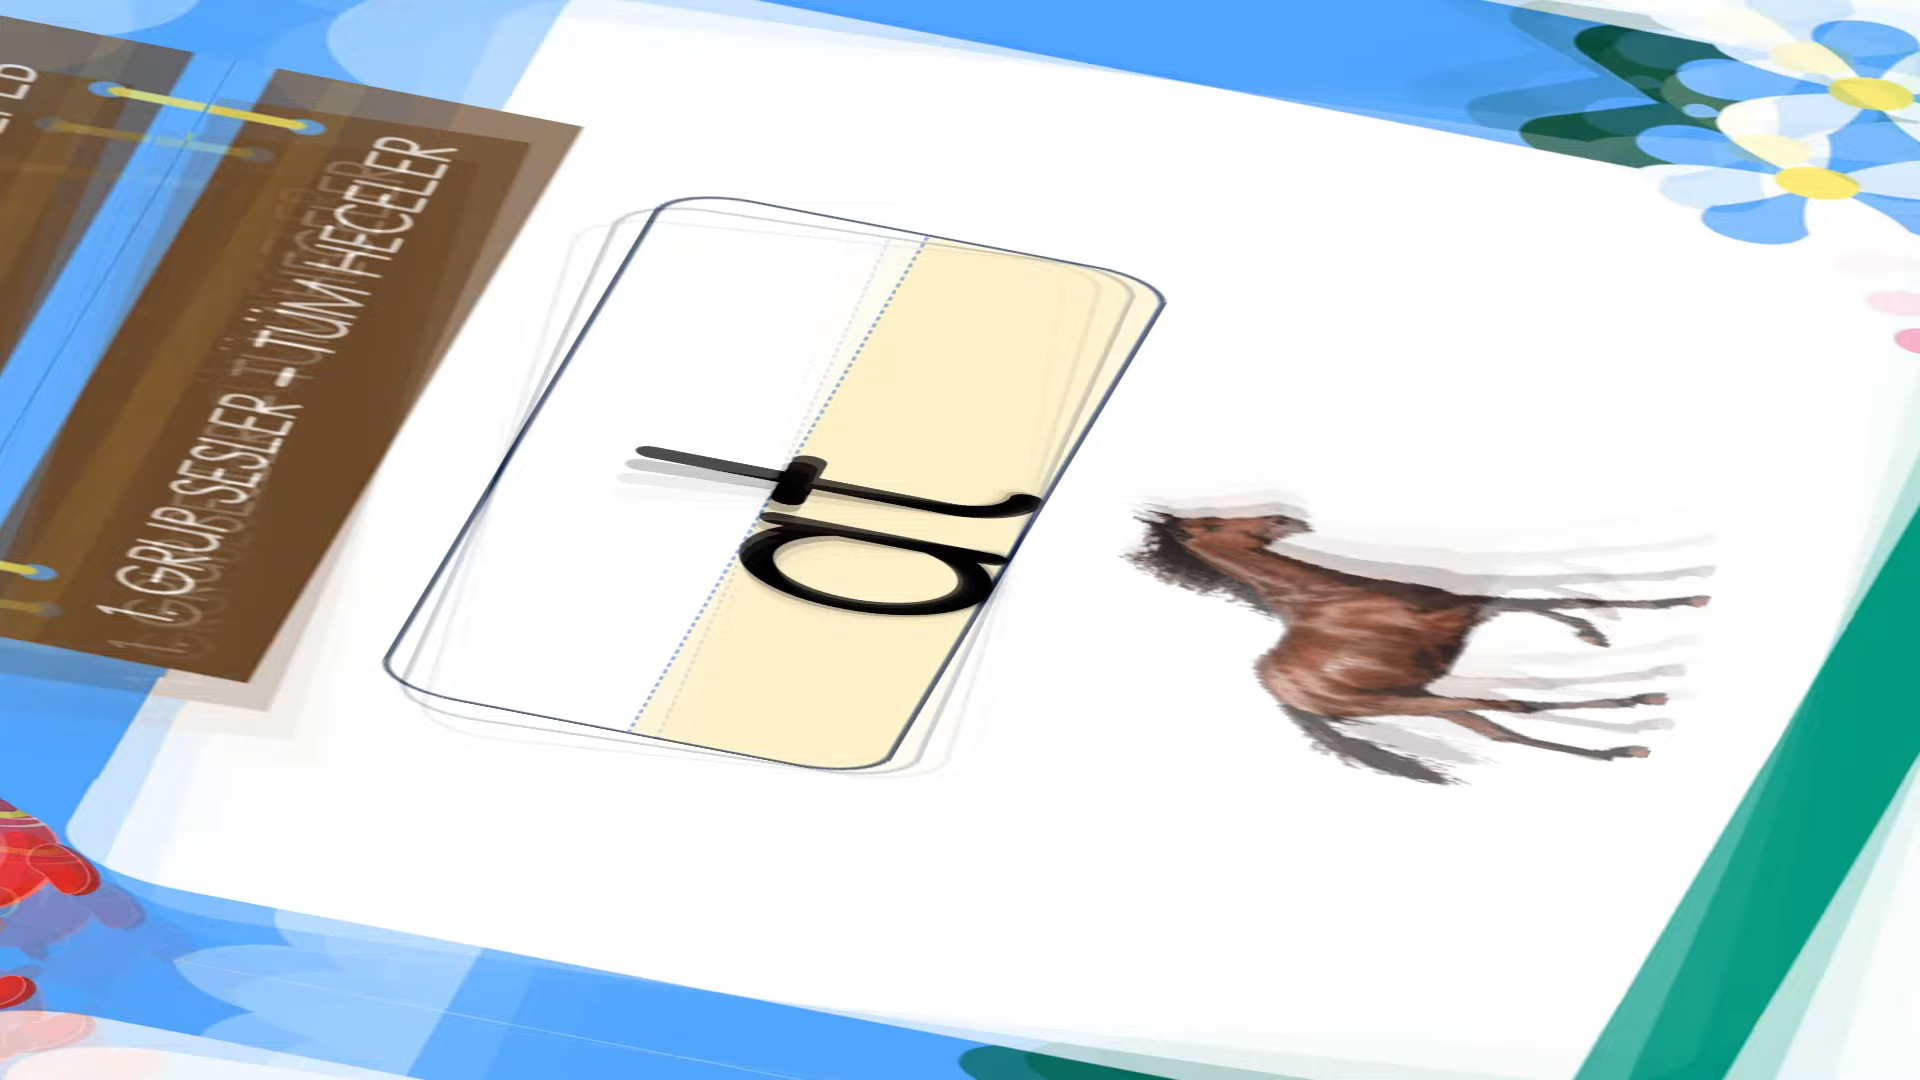 1. GRUP SESLER - TÜM HECELER
at